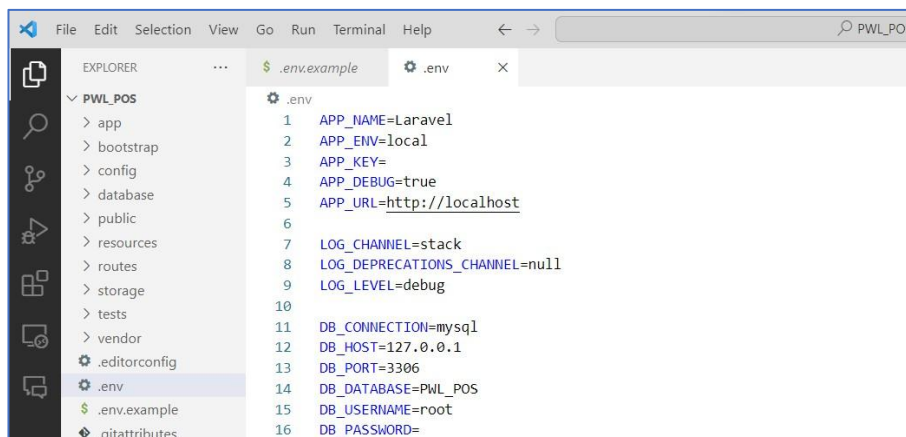 File Edit Selection View Go Run Terminal Help PWL_PO
EXPLORER ...
PWL_POS
app
bootstrap
config
database
public
resources
routes
storage
tests
vendor
.editorconfig
.env
$ .env.example
.gitattributes
$ .env.example .env
.env
1 APP_NAME=Laravel
2 APP_ENV=local
3 APP_KEY=
4 APP_DEBUG=true
5 APP_URL=http://localhost
6
7 LOG_CHANNEL=stack
8 LOG_DEPRECATIONS_CHANNEL=null
9 LOG_LEVEL=debug
10
11 DB_CONNECTION=mysql
12 DB_HOST=127.0.0.1
13 DB_PORT=3306
14 DB_DATABASE=PWL_POS
15 DB_USERNAME=root
16 DB_PASSWORD=